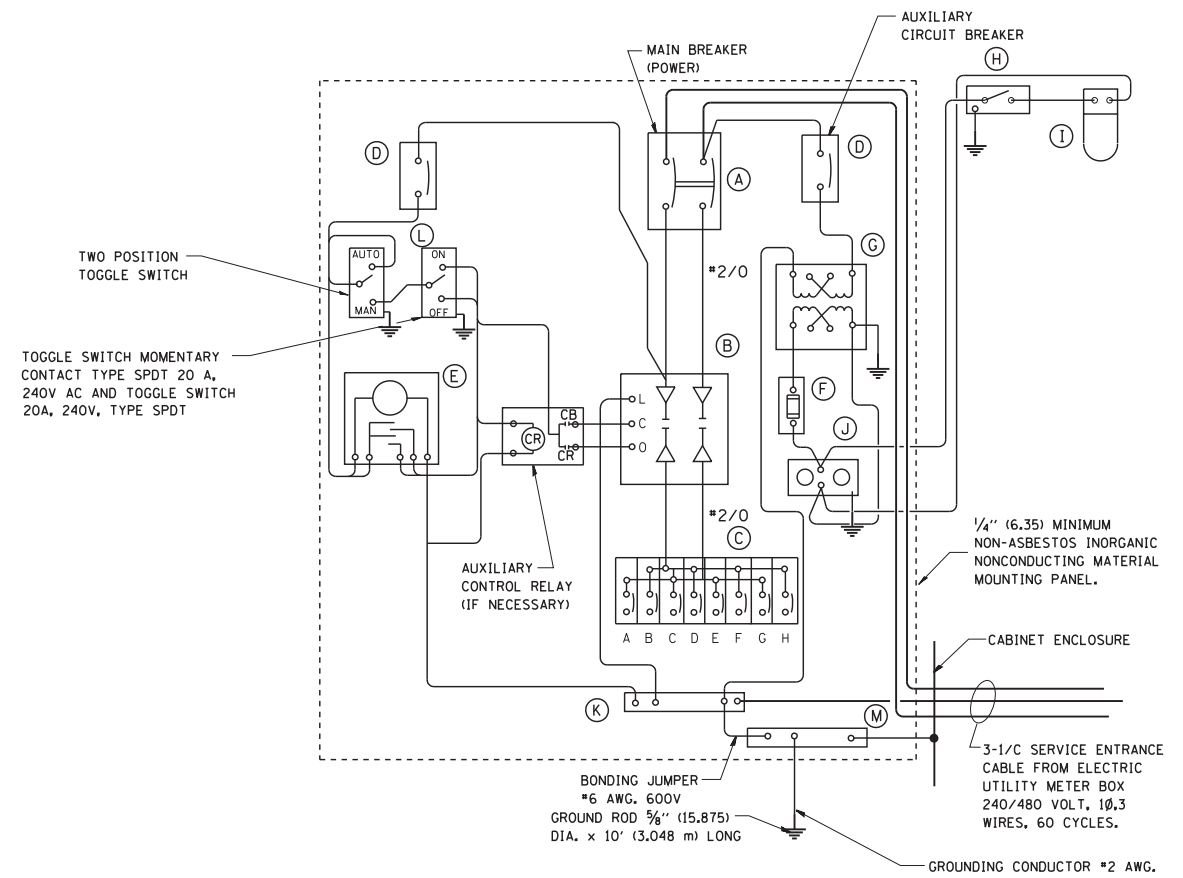 AUXILIARY
CIRCUIT BREAKER
MAIN BREAKER
(POWER)
H
I
D
A
D
L
G
TWO POSITION
TOGGLE SWITCH
AUTO
MAN
ON
OFF
#2/O
TOGGLE SWITCH MOMENTARY
CONTACT TYPE SPDT 20 A,
240V AC AND TOGGLE SWITCH
20A, 240V, TYPE SPDT
E
B
F
L
C
O
CB
CR
CR
J
#2/O
C
1/4" (6.35) MINIMUM
NON-ASBESTOS INORGANIC
NONCONDUCTING MATERIAL
MOUNTING PANEL.
AUXILIARY
CONTROL RELAY
(IF NECESSARY)
A B C D E F G H
CABINET ENCLOSURE
K
M
3-1/C SERVICE ENTRANCE
CABLE FROM ELECTRIC
UTILITY METER BOX
240/480 VOLT, 1Ø,3
WIRES, 60 CYCLES.
BONDING JUMPER
#6 AWG. 600V
GROUND ROD 5/8" (15.875)
DIA. x 10' (3.048 m) LONG
GROUNDING CONDUCTOR #2 AWG.